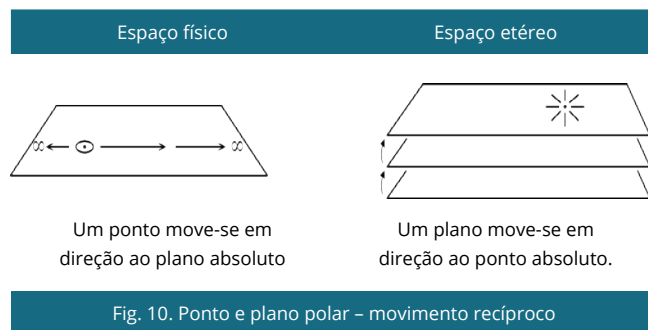 Espaço físico
Espaço etéreo
∞
∞
Um ponto move-se em
direção ao plano absoluto
Um plano move-se em
direção ao ponto absoluto.
Fig. 10. Ponto e plano polar – movimento recíproco